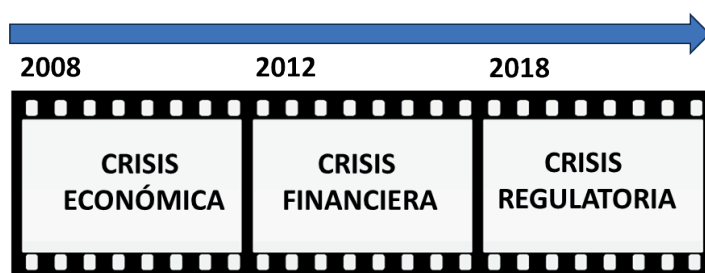 2008 2012 2018
CRISIS
ECONÓMICA
CRISIS
FINANCIERA
CRISIS
REGULATORIA